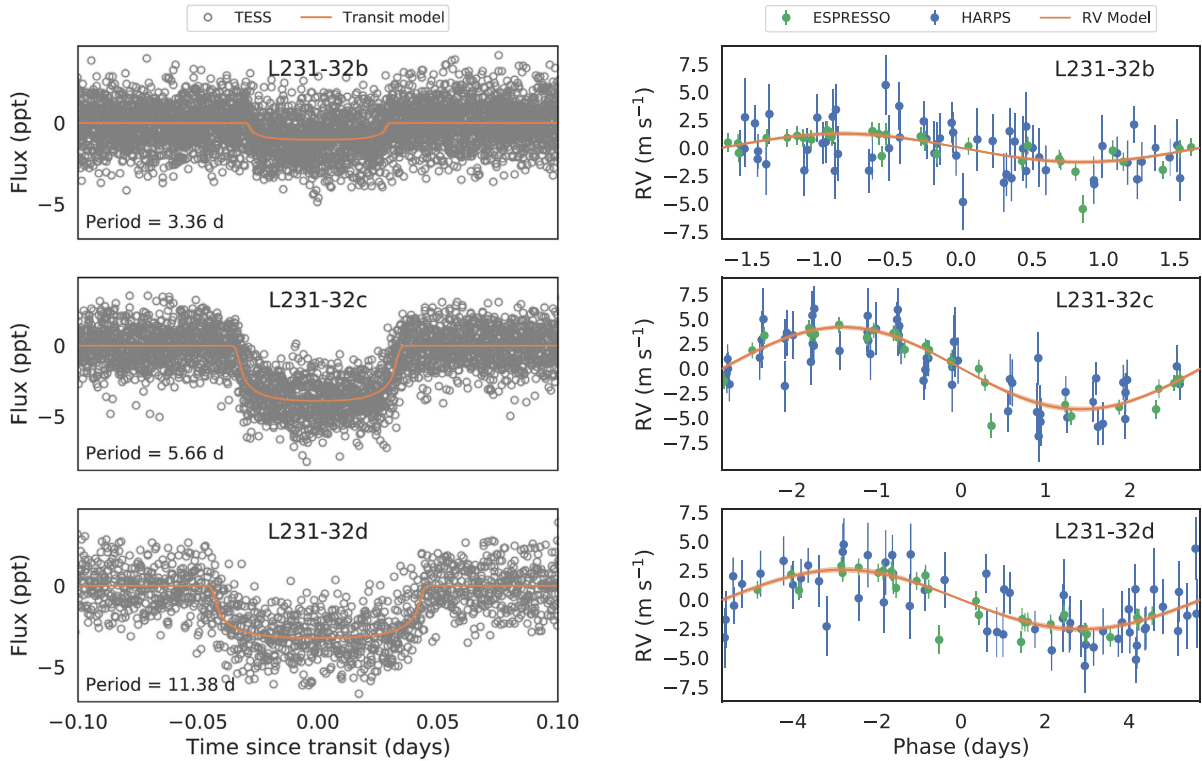 TESS Transit model
ESPRESSO HARPS RV Model
L231-32b
Flux (ppt)
0
−5
Period = 3.36 d
L231-32b
RV (m s⁻¹)
7.5
5.0
2.5
0.0
−2.5
−5.0
−7.5
−1.5 −1.0 −0.5 0.0 0.5 1.0 1.5
L231-32c
Flux (ppt)
0
−5
Period = 5.66 d
L231-32c
RV (m s⁻¹)
7.5
5.0
2.5
0.0
−2.5
−5.0
−7.5
−2 −1 0 1 2
L231-32d
Flux (ppt)
0
−5
Period = 11.38 d
−0.10 −0.05 0.00 0.05 0.10
Time since transit (days)
L231-32d
RV (m s⁻¹)
7.5
5.0
2.5
0.0
−2.5
−5.0
−7.5
−4 −2 0 2 4
Phase (days)